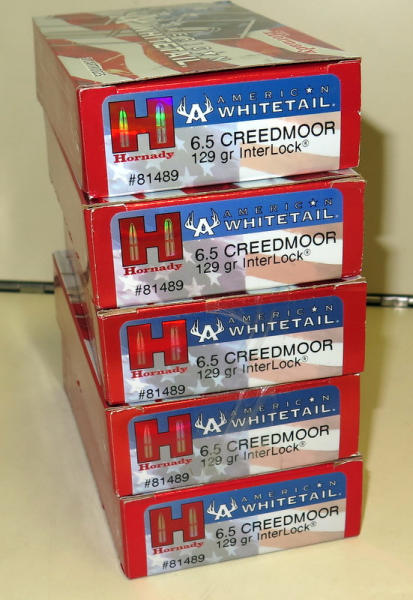 Hornady
AMERICAN
WHITETAIL.
6.5 CREEDMOOR
129 gr InterLock®
Hornady
#81489
AMERICAN
WHITETAIL.
6.5 CREEDMOOR
129 gr InterLock®
Hornady
#81489
AMERICAN
WHITETAIL.
6.5 CREEDMOOR
129 gr InterLock®
Hornady
#81489
AMERICAN
WHITETAIL.
6.5 CREEDMOOR
129 gr InterLock®
Hornady
#81489
AMERICAN
WHITETAIL.
6.5 CREEDMOOR
129 gr InterLock®
Hornady
#81489